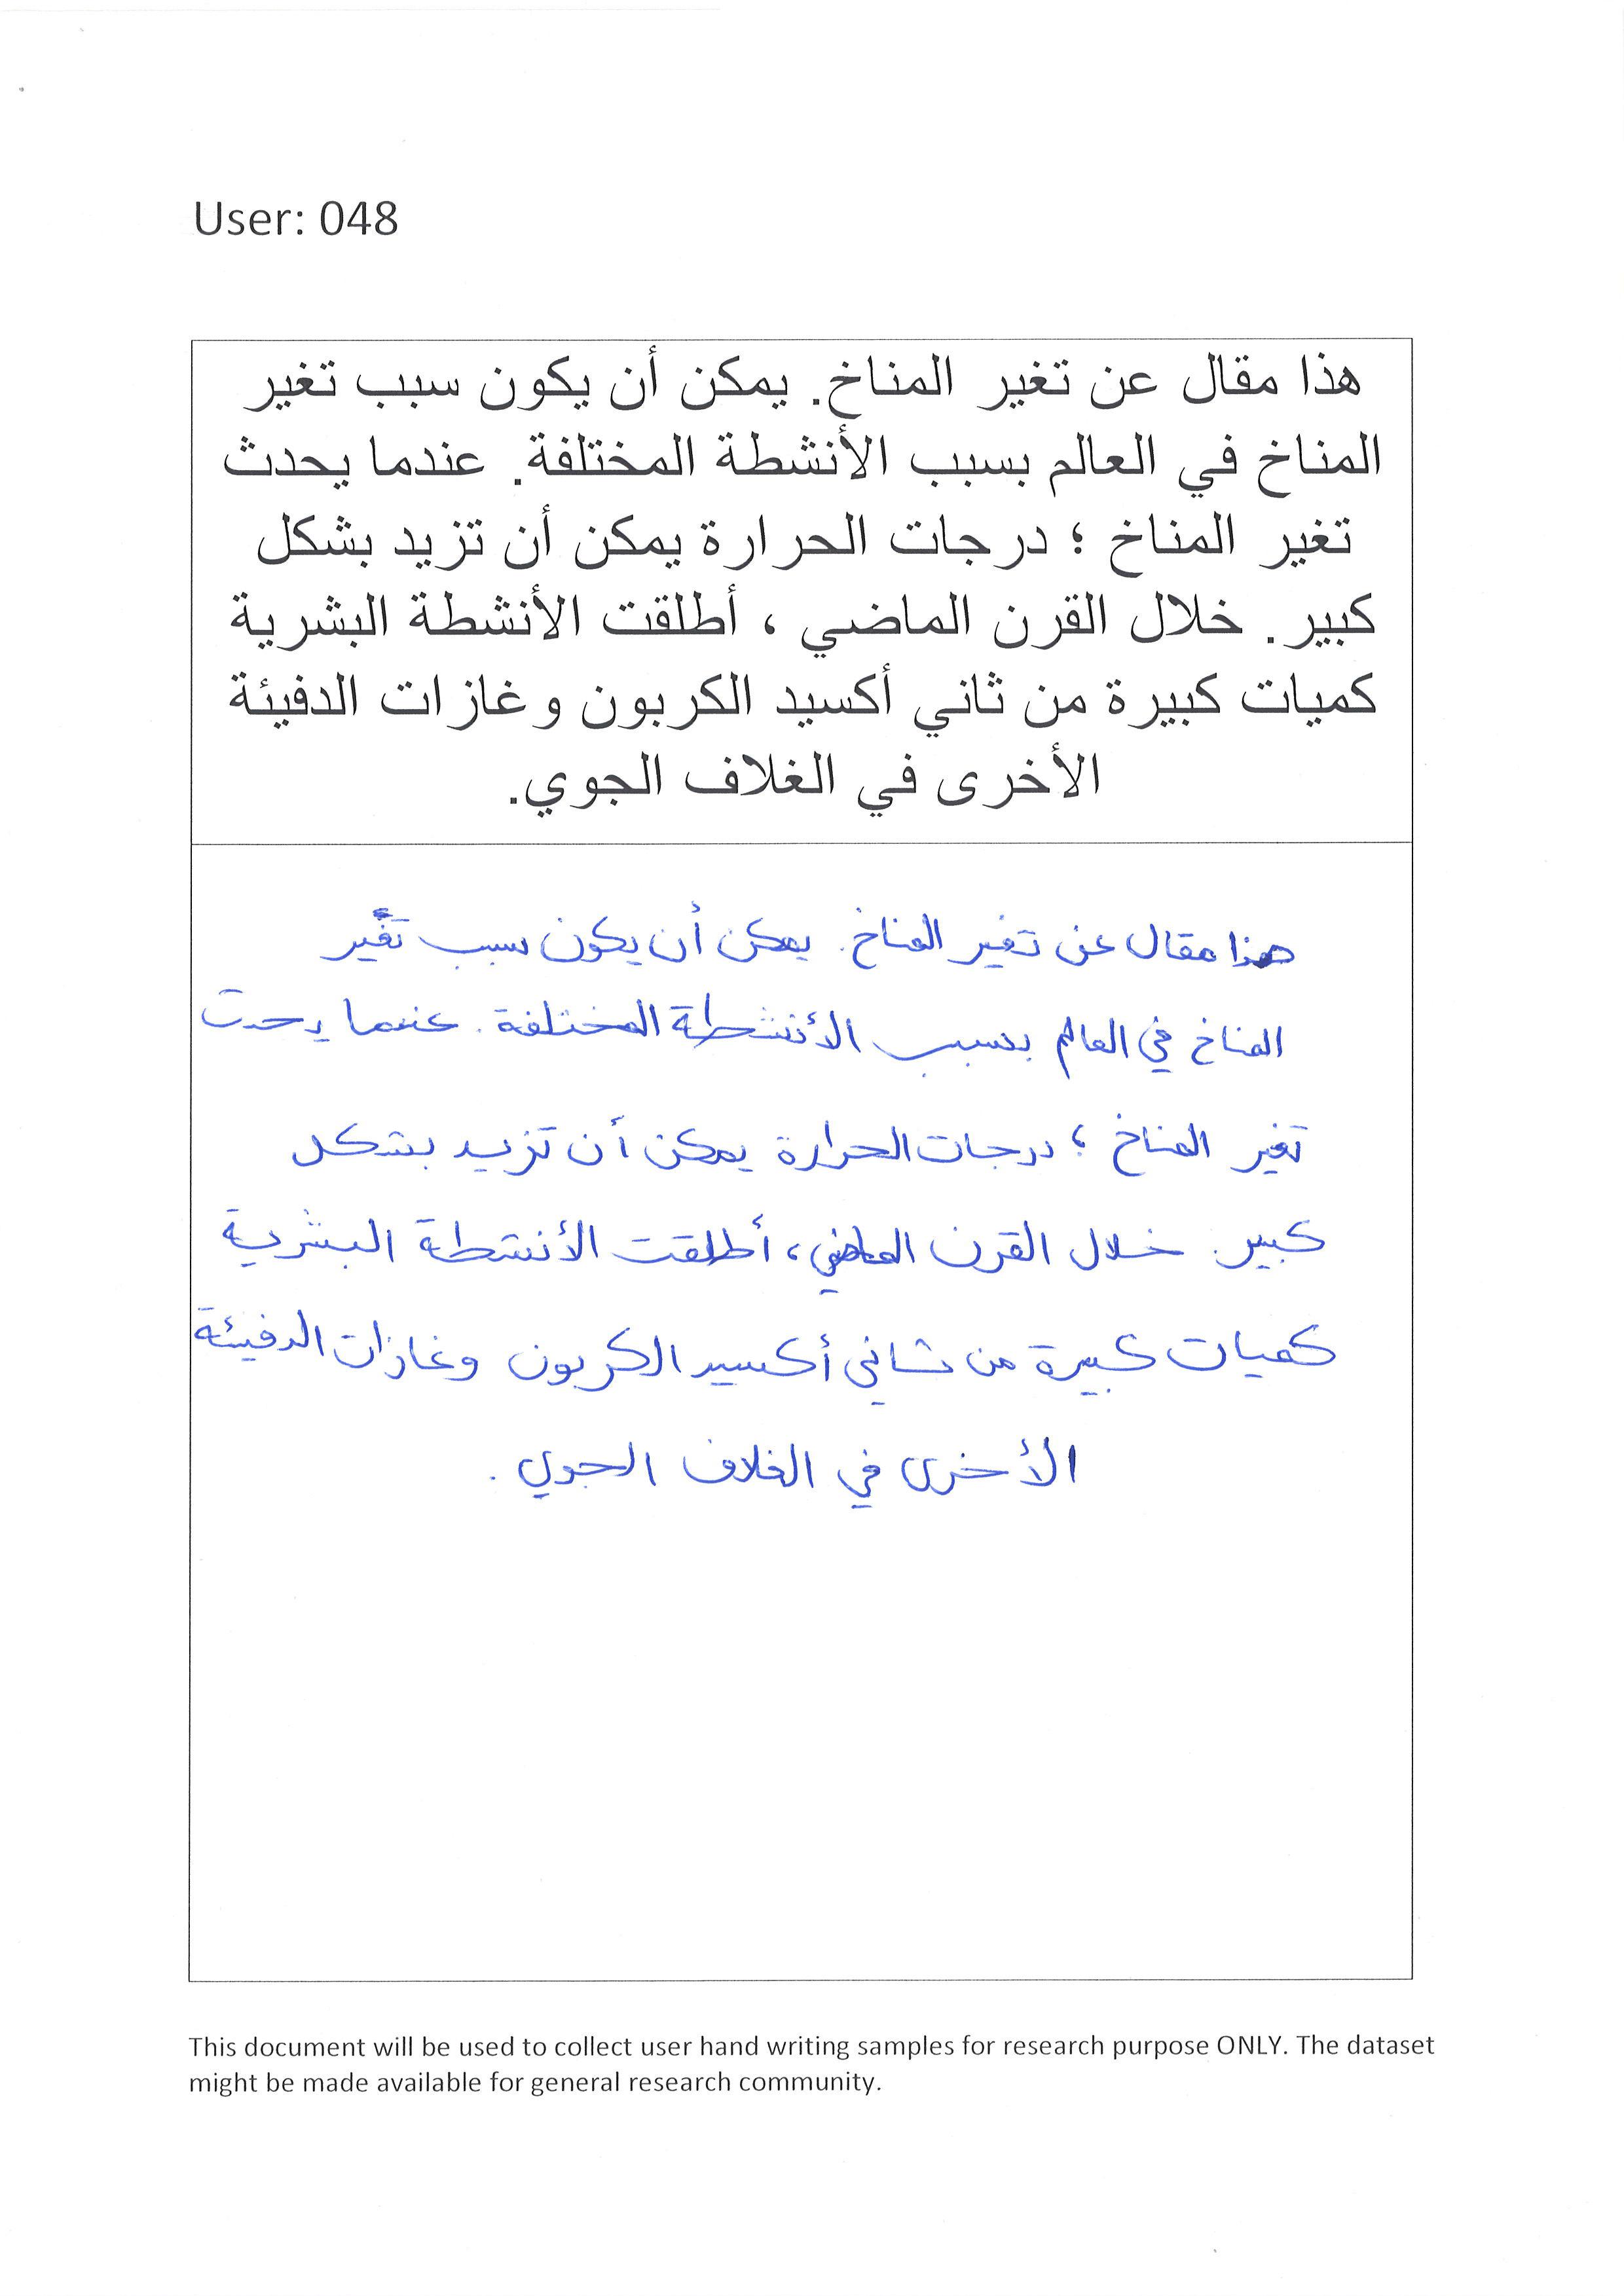 User: 048
هذا مقال عن تغير المناخ. يمكن أن يكون سبب تغير
المناخ في العالم بسبب الأنشطة المختلفة. عندما يحدث
تغير المناخ ؛ درجات الحرارة يمكن أن تزيد بشكل
كبير. خلال القرن الماضي ، أطلقت الأنشطة البشرية
كميات كبيرة من ثاني أكسيد الكربون وغازات الدفيئة
الأخرى في الغلاف الجوي.
هذا مقال عن تغير المناخ. يمكن أن يكون سبب تغير
المناخ في العالم بسبب الأنشطة المختلفة. عندما يحدث
تغير المناخ ؛ درجات الحرارة يمكن أن تزيد بشكل
كبير. خلال القرن الماضي ، أطلقت الأنشطة البشرية
كميات كبيرة من ثاني أكسيد الكربون وغازات الدفيئة
الأخرى في الغلاف الجوي .
This document will be used to collect user hand writing samples for research purpose ONLY. The dataset
might be made available for general research community.